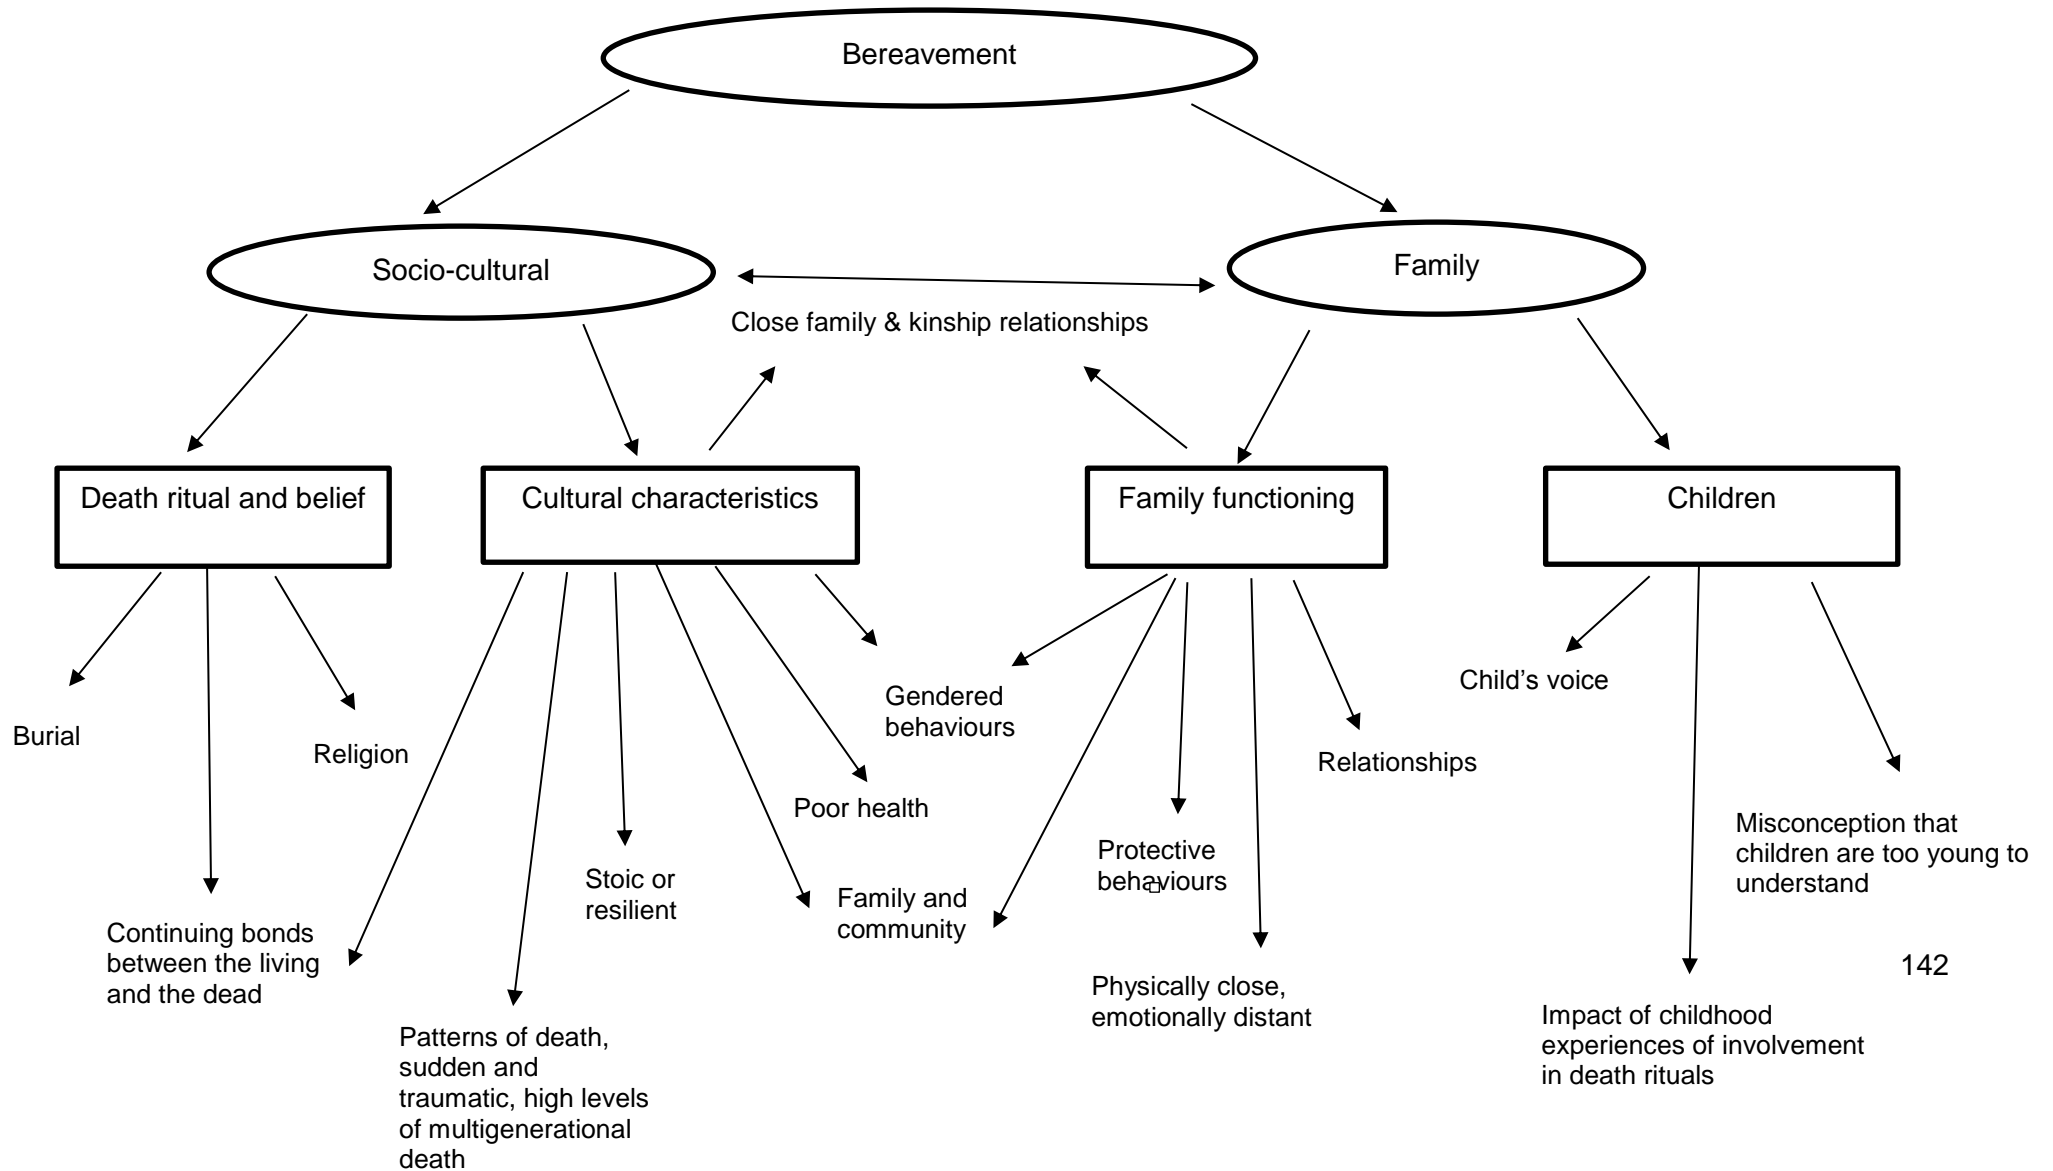 Bereavement
Socio-cultural
Family
Close family & kinship relationships
Death ritual and belief
Cultural characteristics
Family functioning
Children
Burial
Religion
Continuing bonds
between the living
and the dead
Patterns of death,
sudden and
traumatic, high levels
of multigenerational
death
Stoic or
resilient
Poor health
Gendered
behaviours
Family and
community
Protective
behaviours
Physically close,
emotionally distant
Relationships
Child’s voice
Impact of childhood
experiences of involvement
in death rituals
Misconception that
children are too young to
understand
142